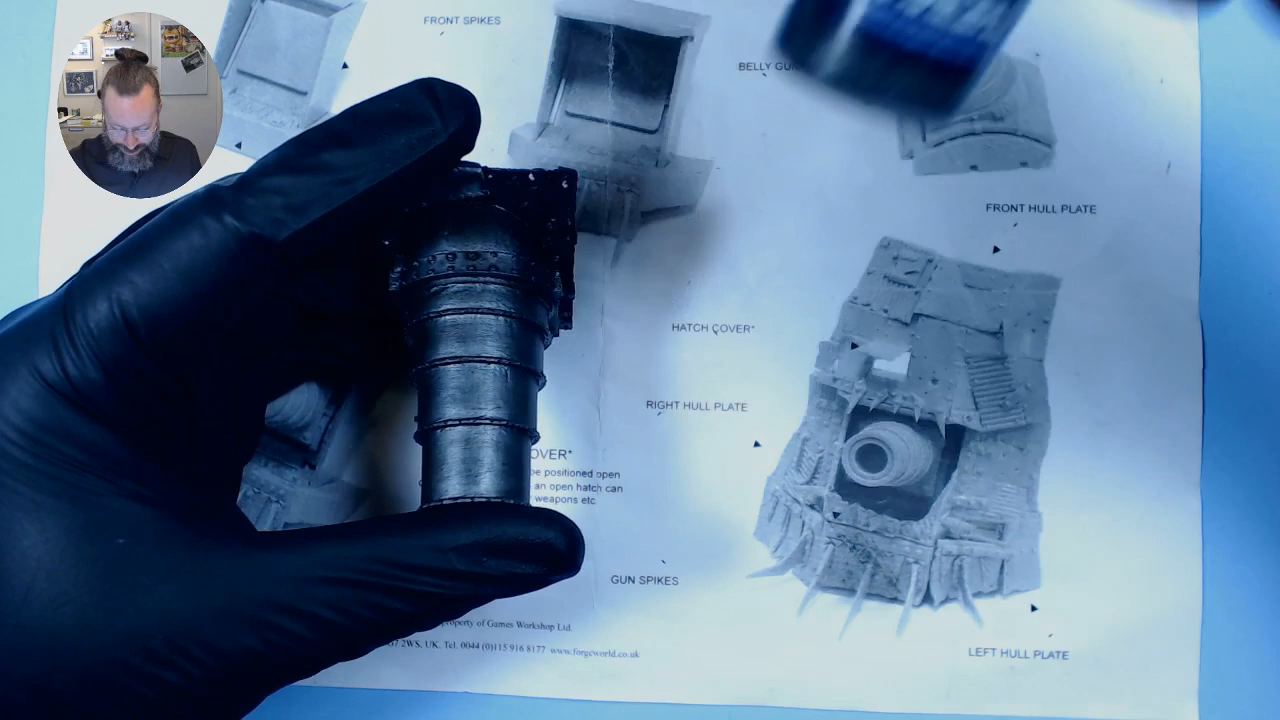 FRONT SPIKES
BELLY
FRONT HULL PLATE
HATCH COVER*
RIGHT HULL PLATE
OVER*
be positioned open
an open hatch can
weapons etc.
GUN SPIKES
property of Games Workshop Ltd.
2WS, UK. Tel. 0044 (0)115 916 8177 www.forgeworld.co.uk
LEFT HULL PLATE